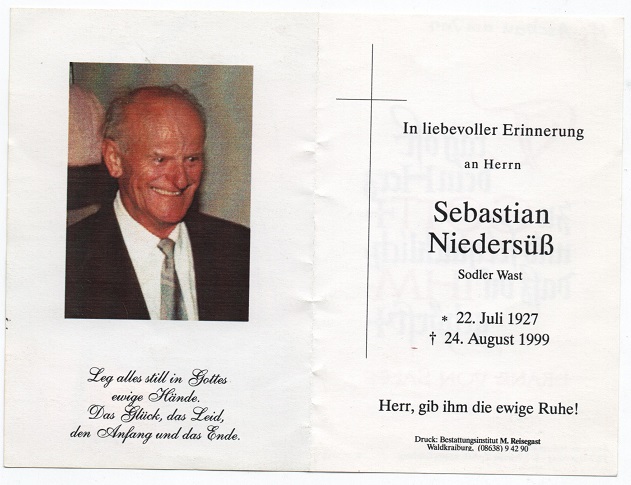 Leg alles still in Gottes
ewige Hände.
Das Glück, das Leid,
den Anfang und das Ende.
In liebevoller Erinnerung
an Herrn
Sebastian
Niedersüß
Sodler Wast
* 22. Juli 1927
† 24. August 1999
Herr, gib ihm die ewige Ruhe!
Druck: Bestattungsinstitut M. Reisegast
Waldkraiburg, (08638) 9 42 90